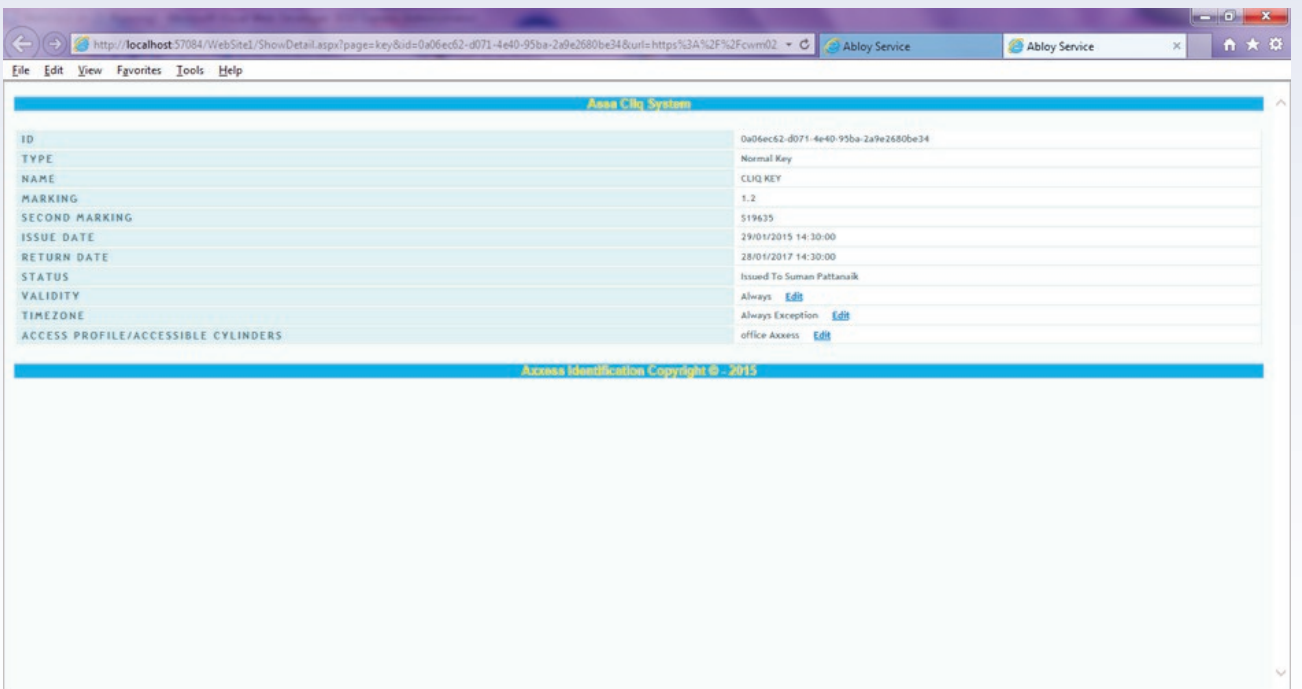 http://localhost:57084/WebSite1/ShowDetail.aspx?page=key&id=0a06ec62-d071-4e40-95ba-2a9e2680be34&url=https%3A%2F%2Fcwm02
Abloy Service
Abloy Service
File Edit View Favorites Tools Help
Assa Cliq System
ID 0a06ec62-d071-4e40-95ba-2a9e2680be34
TYPE Normal Key
NAME CLIQ KEY
MARKING 1.2
SECOND MARKING 519635
ISSUE DATE 29/01/2015 14:30:00
RETURN DATE 28/01/2017 14:30:00
STATUS Issued To Suman Pattanaik
VALIDITY Always Edit
TIMEZONE Always Exception Edit
ACCESS PROFILE/ACCESSIBLE CYLINDERS office Axxess Edit
Axxess Identification Copyright © - 2015